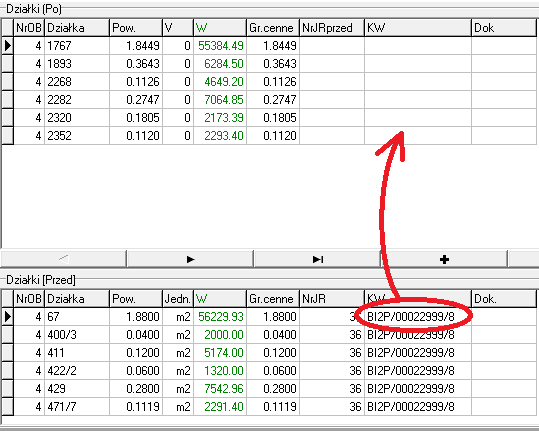 Działki [Po]
NrOB Działka Pow. V W Gr.cenne NrJRprzed KW Dok
4 1767 1.8449 0 55384.49 1.8449
4 1893 0.3643 0 6284.50 0.3643
4 2268 0.1126 0 4649.20 0.1126
4 2282 0.2747 0 7064.85 0.2747
4 2320 0.1805 0 2173.39 0.1805
4 2352 0.1120 0 2293.40 0.1120
Działki [Przed]
NrOB Działka Pow. Jedn. W Gr.cenne NrJR KW Dok.
4 67 1.8800 m2 56229.93 1.8800 36 BI2P/00022999/8
4 400/3 0.0400 m2 2000.00 0.0400 36 BI2P/00022999/8
4 411 0.1200 m2 5174.00 0.1200 36 BI2P/00022999/8
4 422/2 0.0600 m2 1320.00 0.0600 36 BI2P/00022999/8
4 429 0.2800 m2 7542.96 0.2800 36 BI2P/00022999/8
4 471/7 0.1119 m2 2291.40 0.1119 36 BI2P/00022999/8